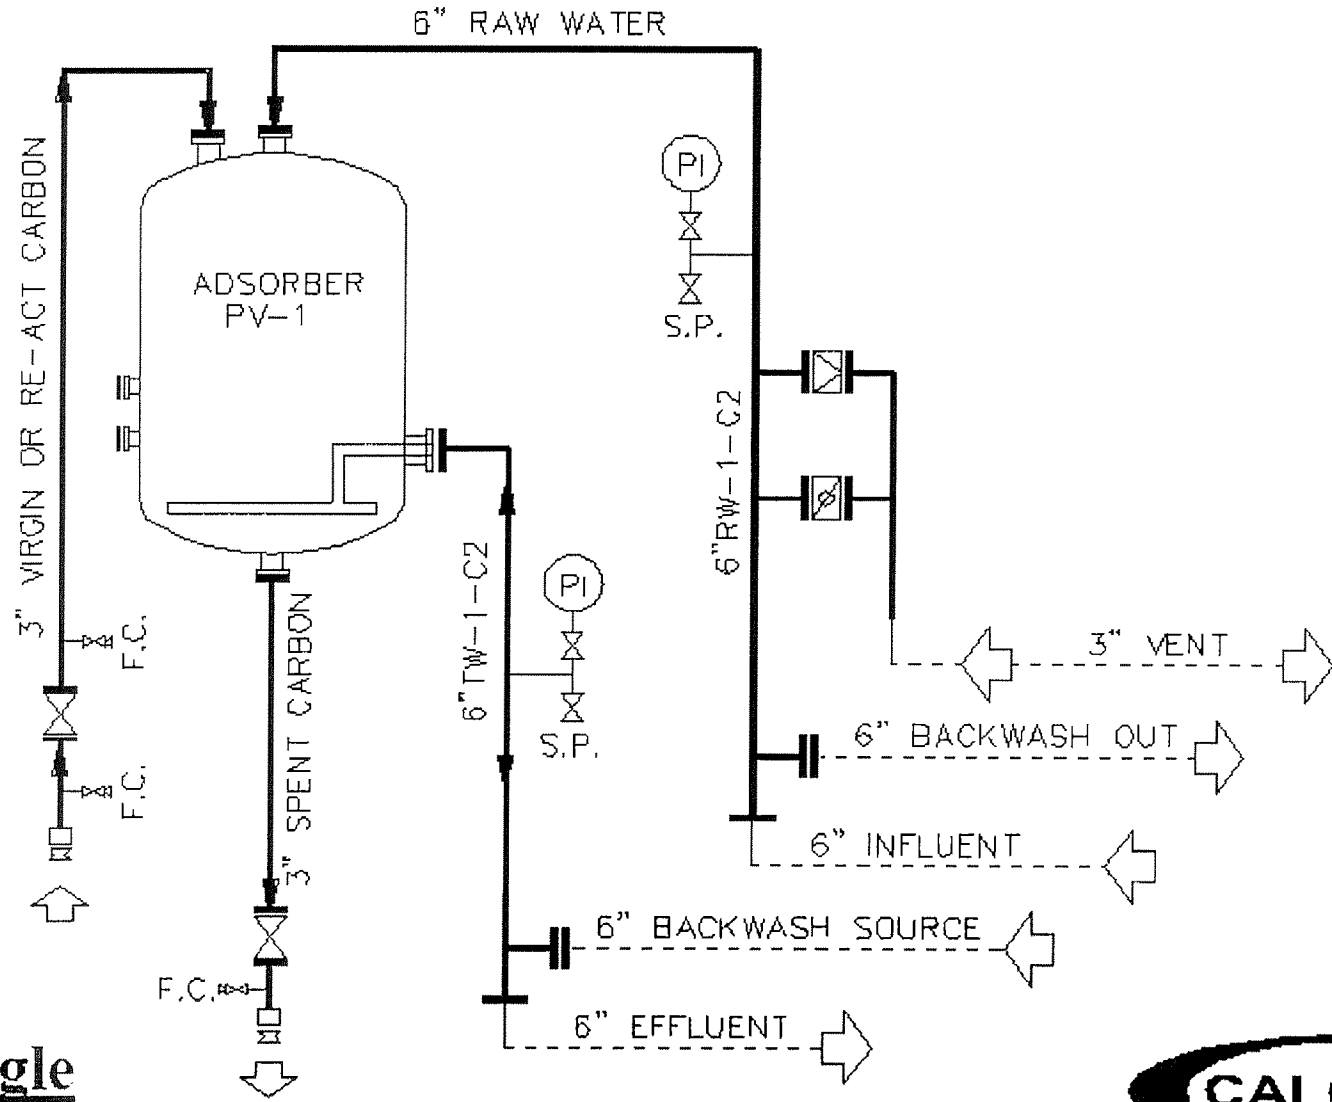 6" RAW WATER
3" VIRGIN OR RE-ACT CARBON
PI
ADSORBER
PV-1
S.P.
6"RW-1-C2
6"TW-1-C2
PI
S.P.
3" SPENT CARBON
F.C.
F.C.
3" VENT
6" BACKWASH OUT
6" INFLUENT
6" BACKWASH SOURCE
F.C.
6" EFFLUENT
gle
CAL